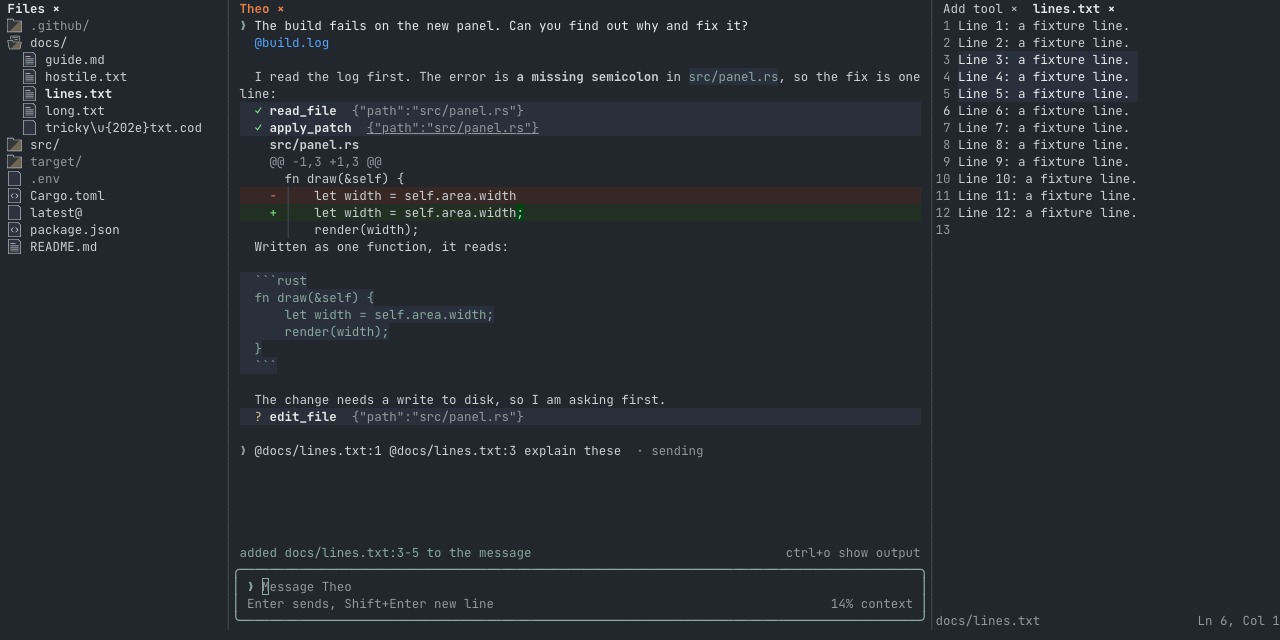 Files ×
.github/
docs/
guide.md
hostile.txt
lines.txt
long.txt
tricky\u{202e}txt.cod
src/
target/
.env
Cargo.toml
latest@
package.json
README.md
Theo ×
❯ The build fails on the new panel. Can you find out why and fix it?
@build.log
I read the log first. The error is a missing semicolon in src/panel.rs, so the fix is one
line:
✓ read_file {"path":"src/panel.rs"}
✓ apply_patch {"path":"src/panel.rs"}
src/panel.rs
@@ -1,3 +1,3 @@
fn draw(&self) {
- let width = self.area.width
+ let width = self.area.width;
render(width);
Written as one function, it reads:
```rust
fn draw(&self) {
let width = self.area.width;
render(width);
}
```
The change needs a write to disk, so I am asking first.
? edit_file {"path":"src/panel.rs"}
❯ @docs/lines.txt:1 @docs/lines.txt:3 explain these · sending
added docs/lines.txt:3-5 to the message
ctrl+o show output
❯ Message Theo
Enter sends, Shift+Enter new line
14% context
Add tool × lines.txt ×
1 Line 1: a fixture line.
2 Line 2: a fixture line.
3 Line 3: a fixture line.
4 Line 4: a fixture line.
5 Line 5: a fixture line.
6 Line 6: a fixture line.
7 Line 7: a fixture line.
8 Line 8: a fixture line.
9 Line 9: a fixture line.
10 Line 10: a fixture line.
11 Line 11: a fixture line.
12 Line 12: a fixture line.
13
docs/lines.txt
Ln 6, Col 1